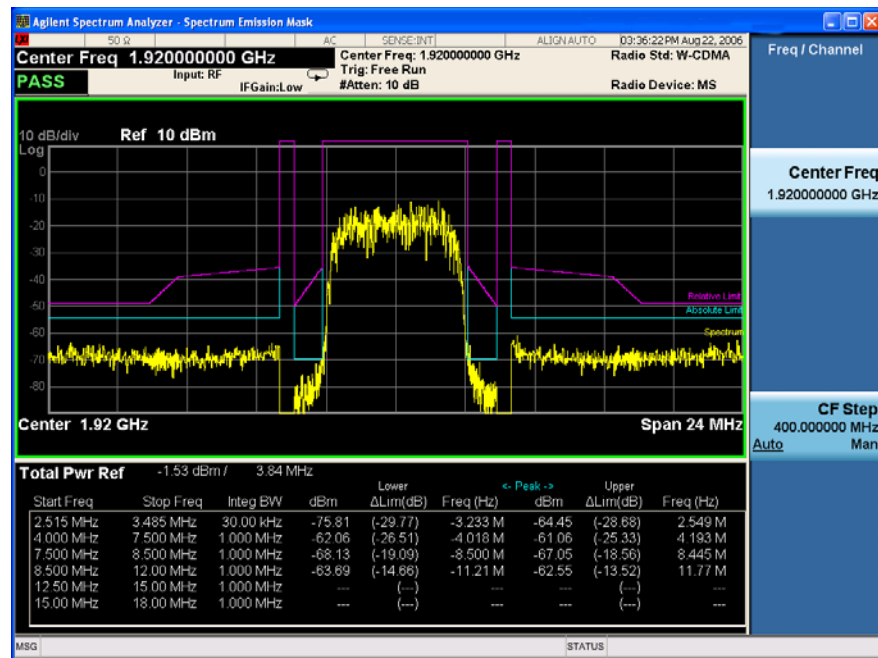 Agilent Spectrum Analyzer - Spectrum Emission Mask
50 Ω AC SENSE:INT ALIGN AUTO 03:36:22 PM Aug 22, 2006
Center Freq 1.920000000 GHz
Center Freq: 1.920000000 GHz
Radio Std: W-CDMA
Freq / Channel
PASS
Input: RF
Trig: Free Run
IFGain:Low
#Atten: 10 dB
Radio Device: MS
10 dB/div
Ref 10 dBm
Log
0
-10
-20
-30
-40
-50
-60
-70
-80
Relative Limit
Absolute Limit
Spectrum
Center 1.92 GHz
Span 24 MHz
Center Freq
1.920000000 GHz
CF Step
400.000000 MHz
Auto Man
Total Pwr Ref -1.53 dBm / 3.84 MHz
Lower <- Peak -> Upper
Start Freq Stop Freq Integ BW dBm ΔLim(dB) Freq (Hz) dBm ΔLim(dB) Freq (Hz)
2.515 MHz 3.485 MHz 30.00 kHz -75.81 (-29.77) -3.233 M -64.45 (-28.68) 2.549 M
4.000 MHz 7.500 MHz 1.000 MHz -62.06 (-26.51) -4.018 M -61.06 (-25.33) 4.193 M
7.500 MHz 8.500 MHz 1.000 MHz -68.13 (-19.09) -8.500 M -67.05 (-18.56) 8.445 M
8.500 MHz 12.00 MHz 1.000 MHz -63.69 (-14.66) -11.21 M -62.55 (-13.52) 11.77 M
12.50 MHz 15.00 MHz 1.000 MHz --- (---) --- --- (---) ---
15.00 MHz 18.00 MHz 1.000 MHz --- (---) --- --- (---) ---
MSG STATUS